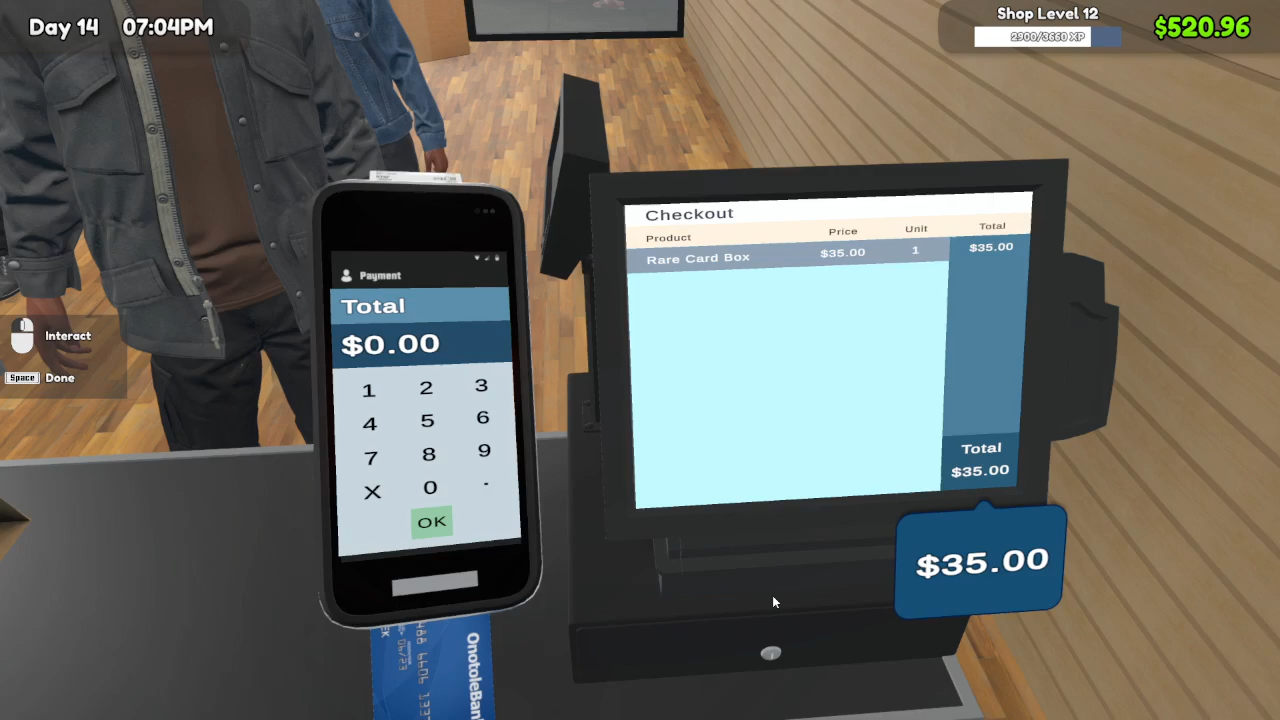 Day 14 07:04PM
Shop Level 12
2900/3660 XP
$520.96
Interact
Space Done
Payment
Total
$0.00
1 2 3
4 5 6
7 8 9
X 0 .
OK
Checkout
Product Price Unit Total
Rare Card Box $35.00 1 $35.00
Total
$35.00
$35.00
OnotoleBank
06/23